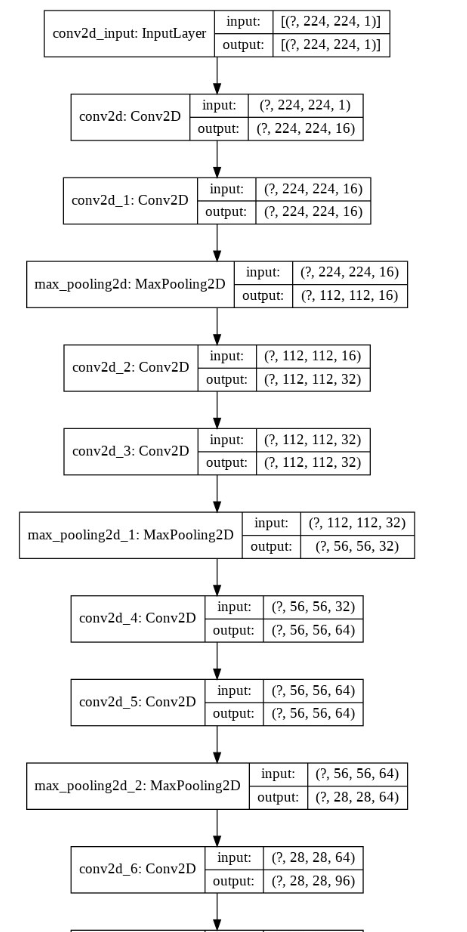 conv2d_input: InputLayer input: [(?, 224, 224, 1)]
output: [(?, 224, 224, 1)]
conv2d: Conv2D input: (?, 224, 224, 1)
output: (?, 224, 224, 16)
conv2d_1: Conv2D input: (?, 224, 224, 16)
output: (?, 224, 224, 16)
max_pooling2d: MaxPooling2D input: (?, 224, 224, 16)
output: (?, 112, 112, 16)
conv2d_2: Conv2D input: (?, 112, 112, 16)
output: (?, 112, 112, 32)
conv2d_3: Conv2D input: (?, 112, 112, 32)
output: (?, 112, 112, 32)
max_pooling2d_1: MaxPooling2D input: (?, 112, 112, 32)
output: (?, 56, 56, 32)
conv2d_4: Conv2D input: (?, 56, 56, 32)
output: (?, 56, 56, 64)
conv2d_5: Conv2D input: (?, 56, 56, 64)
output: (?, 56, 56, 64)
max_pooling2d_2: MaxPooling2D input: (?, 56, 56, 64)
output: (?, 28, 28, 64)
conv2d_6: Conv2D input: (?, 28, 28, 64)
output: (?, 28, 28, 96)